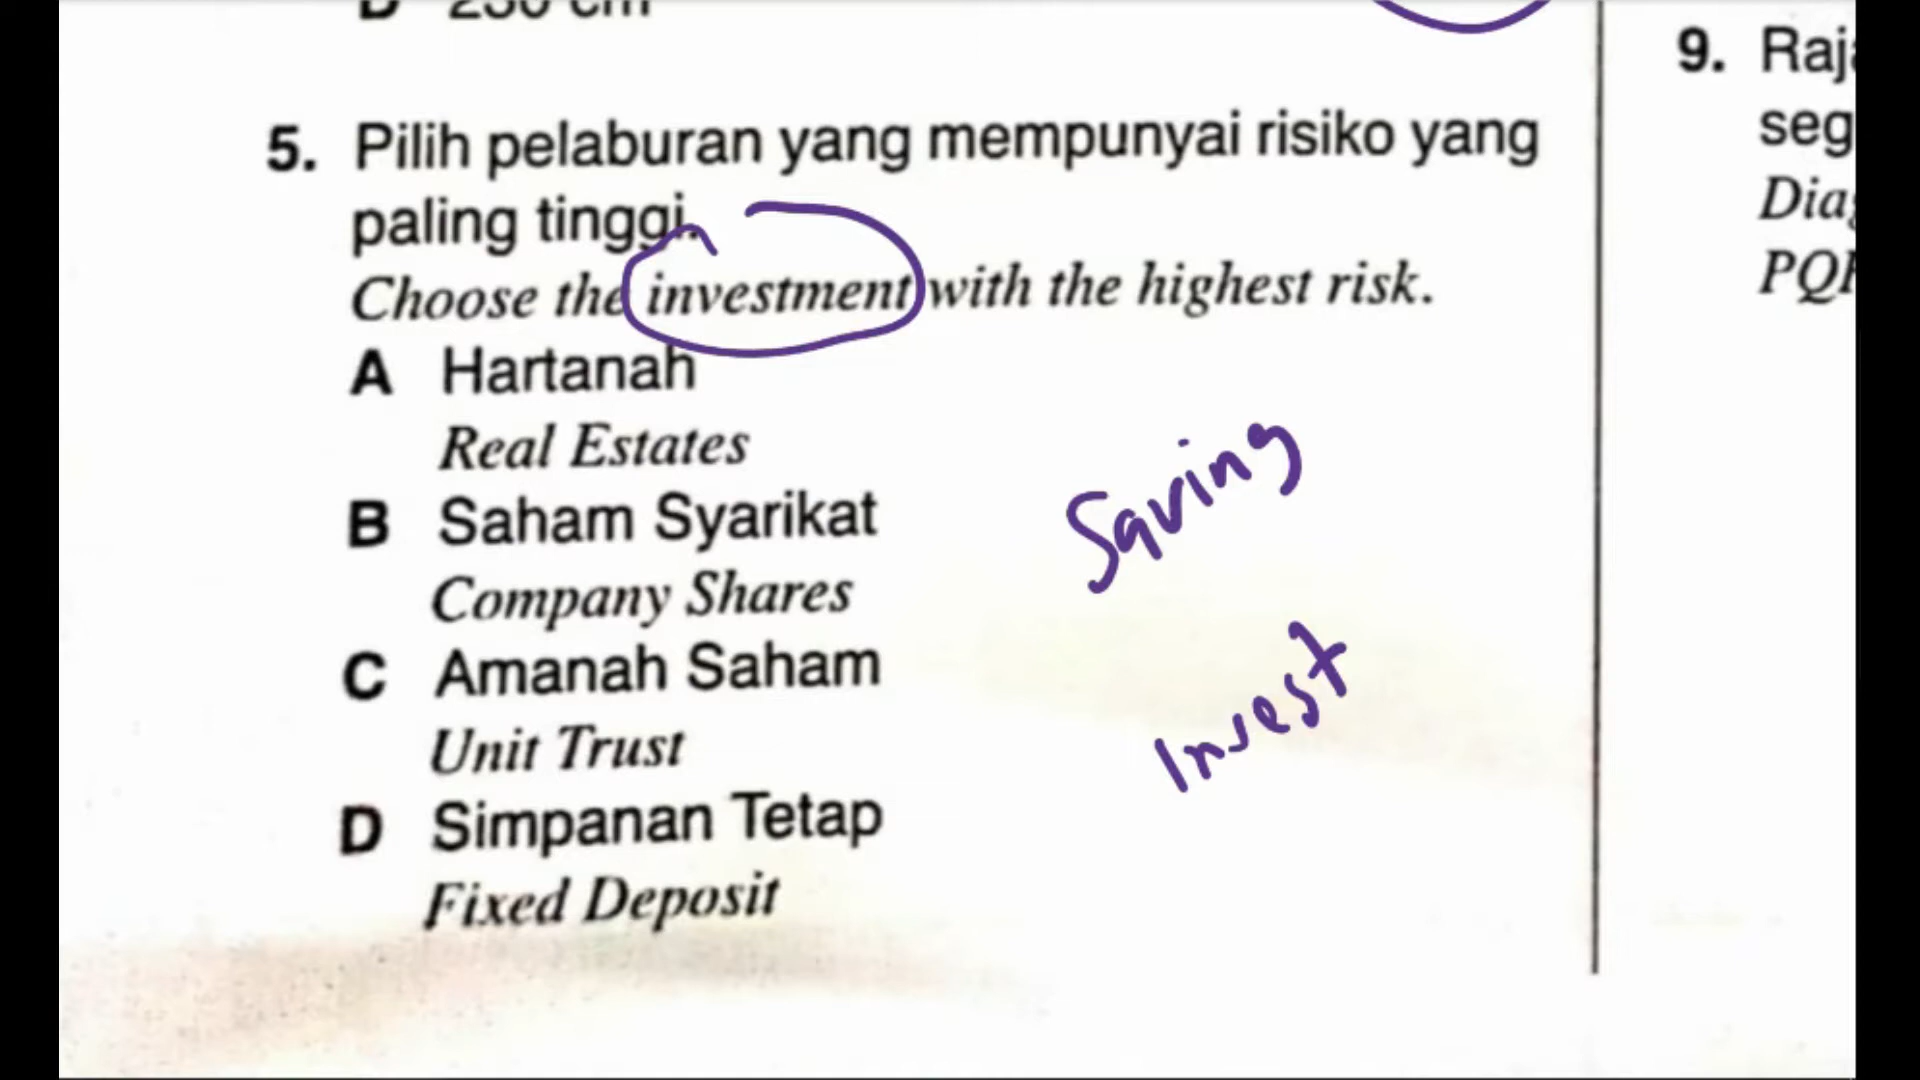 5. Pilih pelaburan yang mempunyai risiko yang
paling tinggi.
Choose the investment with the highest risk.
A Hartanah
Real Estates
B Saham Syarikat
Company Shares
C Amanah Saham
Unit Trust
D Simpanan Tetap
Fixed Deposit
Saving
Invest
9.